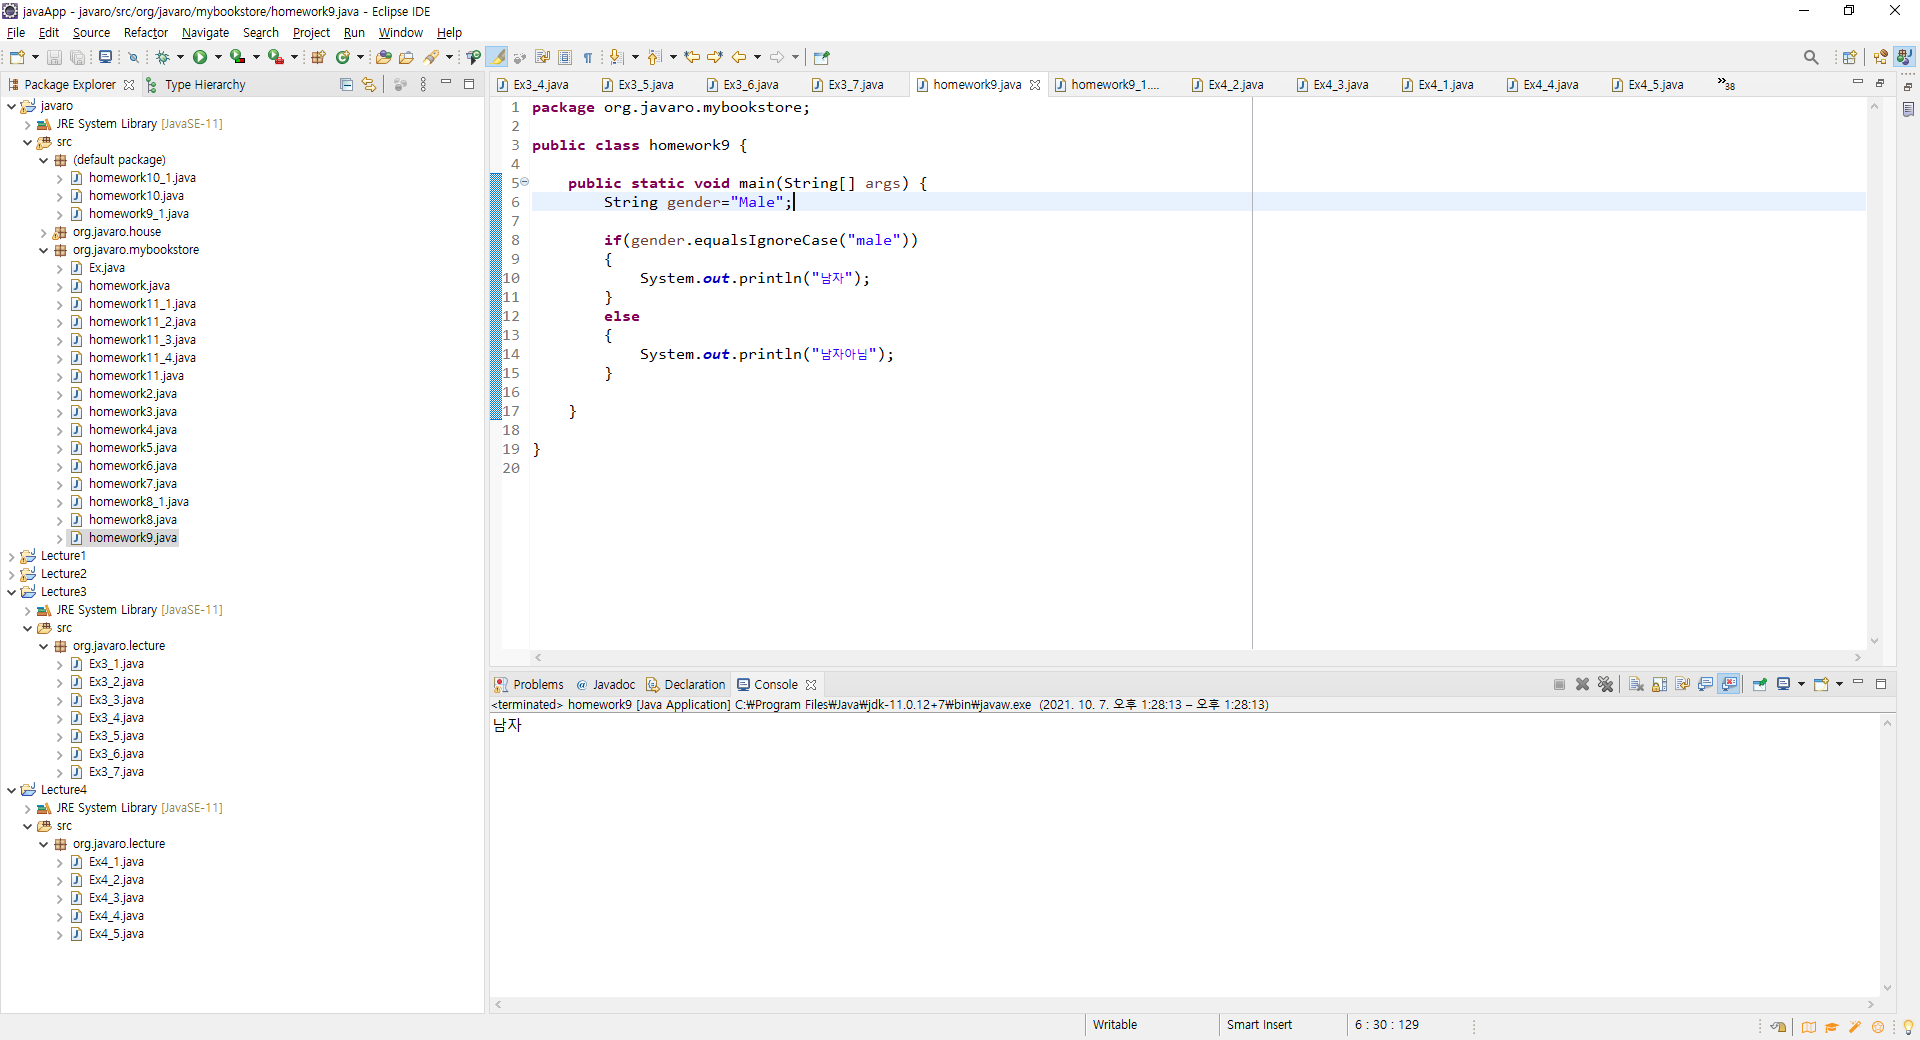 javaApp - javaro/src/org/javaro/mybookstore/homework9.java - Eclipse IDE
File Edit Source Refactor Navigate Search Project Run Window Help
Package Explorer Type Hierarchy
javaro
JRE System Library [JavaSE-11]
src
(default package)
homework10_1.java
homework10.java
homework9_1.java
org.javaro.house
org.javaro.mybookstore
Ex.java
homework.java
homework11_1.java
homework11_2.java
homework11_3.java
homework11_4.java
homework11.java
homework2.java
homework3.java
homework4.java
homework5.java
homework6.java
homework7.java
homework8_1.java
homework8.java
homework9.java
Lecture1
Lecture2
Lecture3
JRE System Library [JavaSE-11]
src
org.javaro.lecture
Ex3_1.java
Ex3_2.java
Ex3_3.java
Ex3_4.java
Ex3_5.java
Ex3_6.java
Ex3_7.java
Lecture4
JRE System Library [JavaSE-11]
src
org.javaro.lecture
Ex4_1.java
Ex4_2.java
Ex4_3.java
Ex4_4.java
Ex4_5.java
Ex3_4.java Ex3_5.java Ex3_6.java Ex3_7.java homework9.java homework9_1.... Ex4_2.java Ex4_3.java Ex4_1.java Ex4_4.java Ex4_5.java »38
1 package org.javaro.mybookstore;
2
3 public class homework9 {
4
5 public static void main(String[] args) {
6 String gender="Male";
7
8 if(gender.equalsIgnoreCase("male"))
9 {
10 System.out.println("남자");
11 }
12 else
13 {
14 System.out.println("남자아님");
15 }
16
17 }
18
19 }
20
Problems @ Javadoc Declaration Console
<terminated> homework9 [Java Application] C:₩Program Files₩Java₩jdk-11.0.12+7₩bin₩javaw.exe (2021. 10. 7. 오후 1:28:13 – 오후 1:28:13)
남자
Writable Smart Insert 6 : 30 : 129